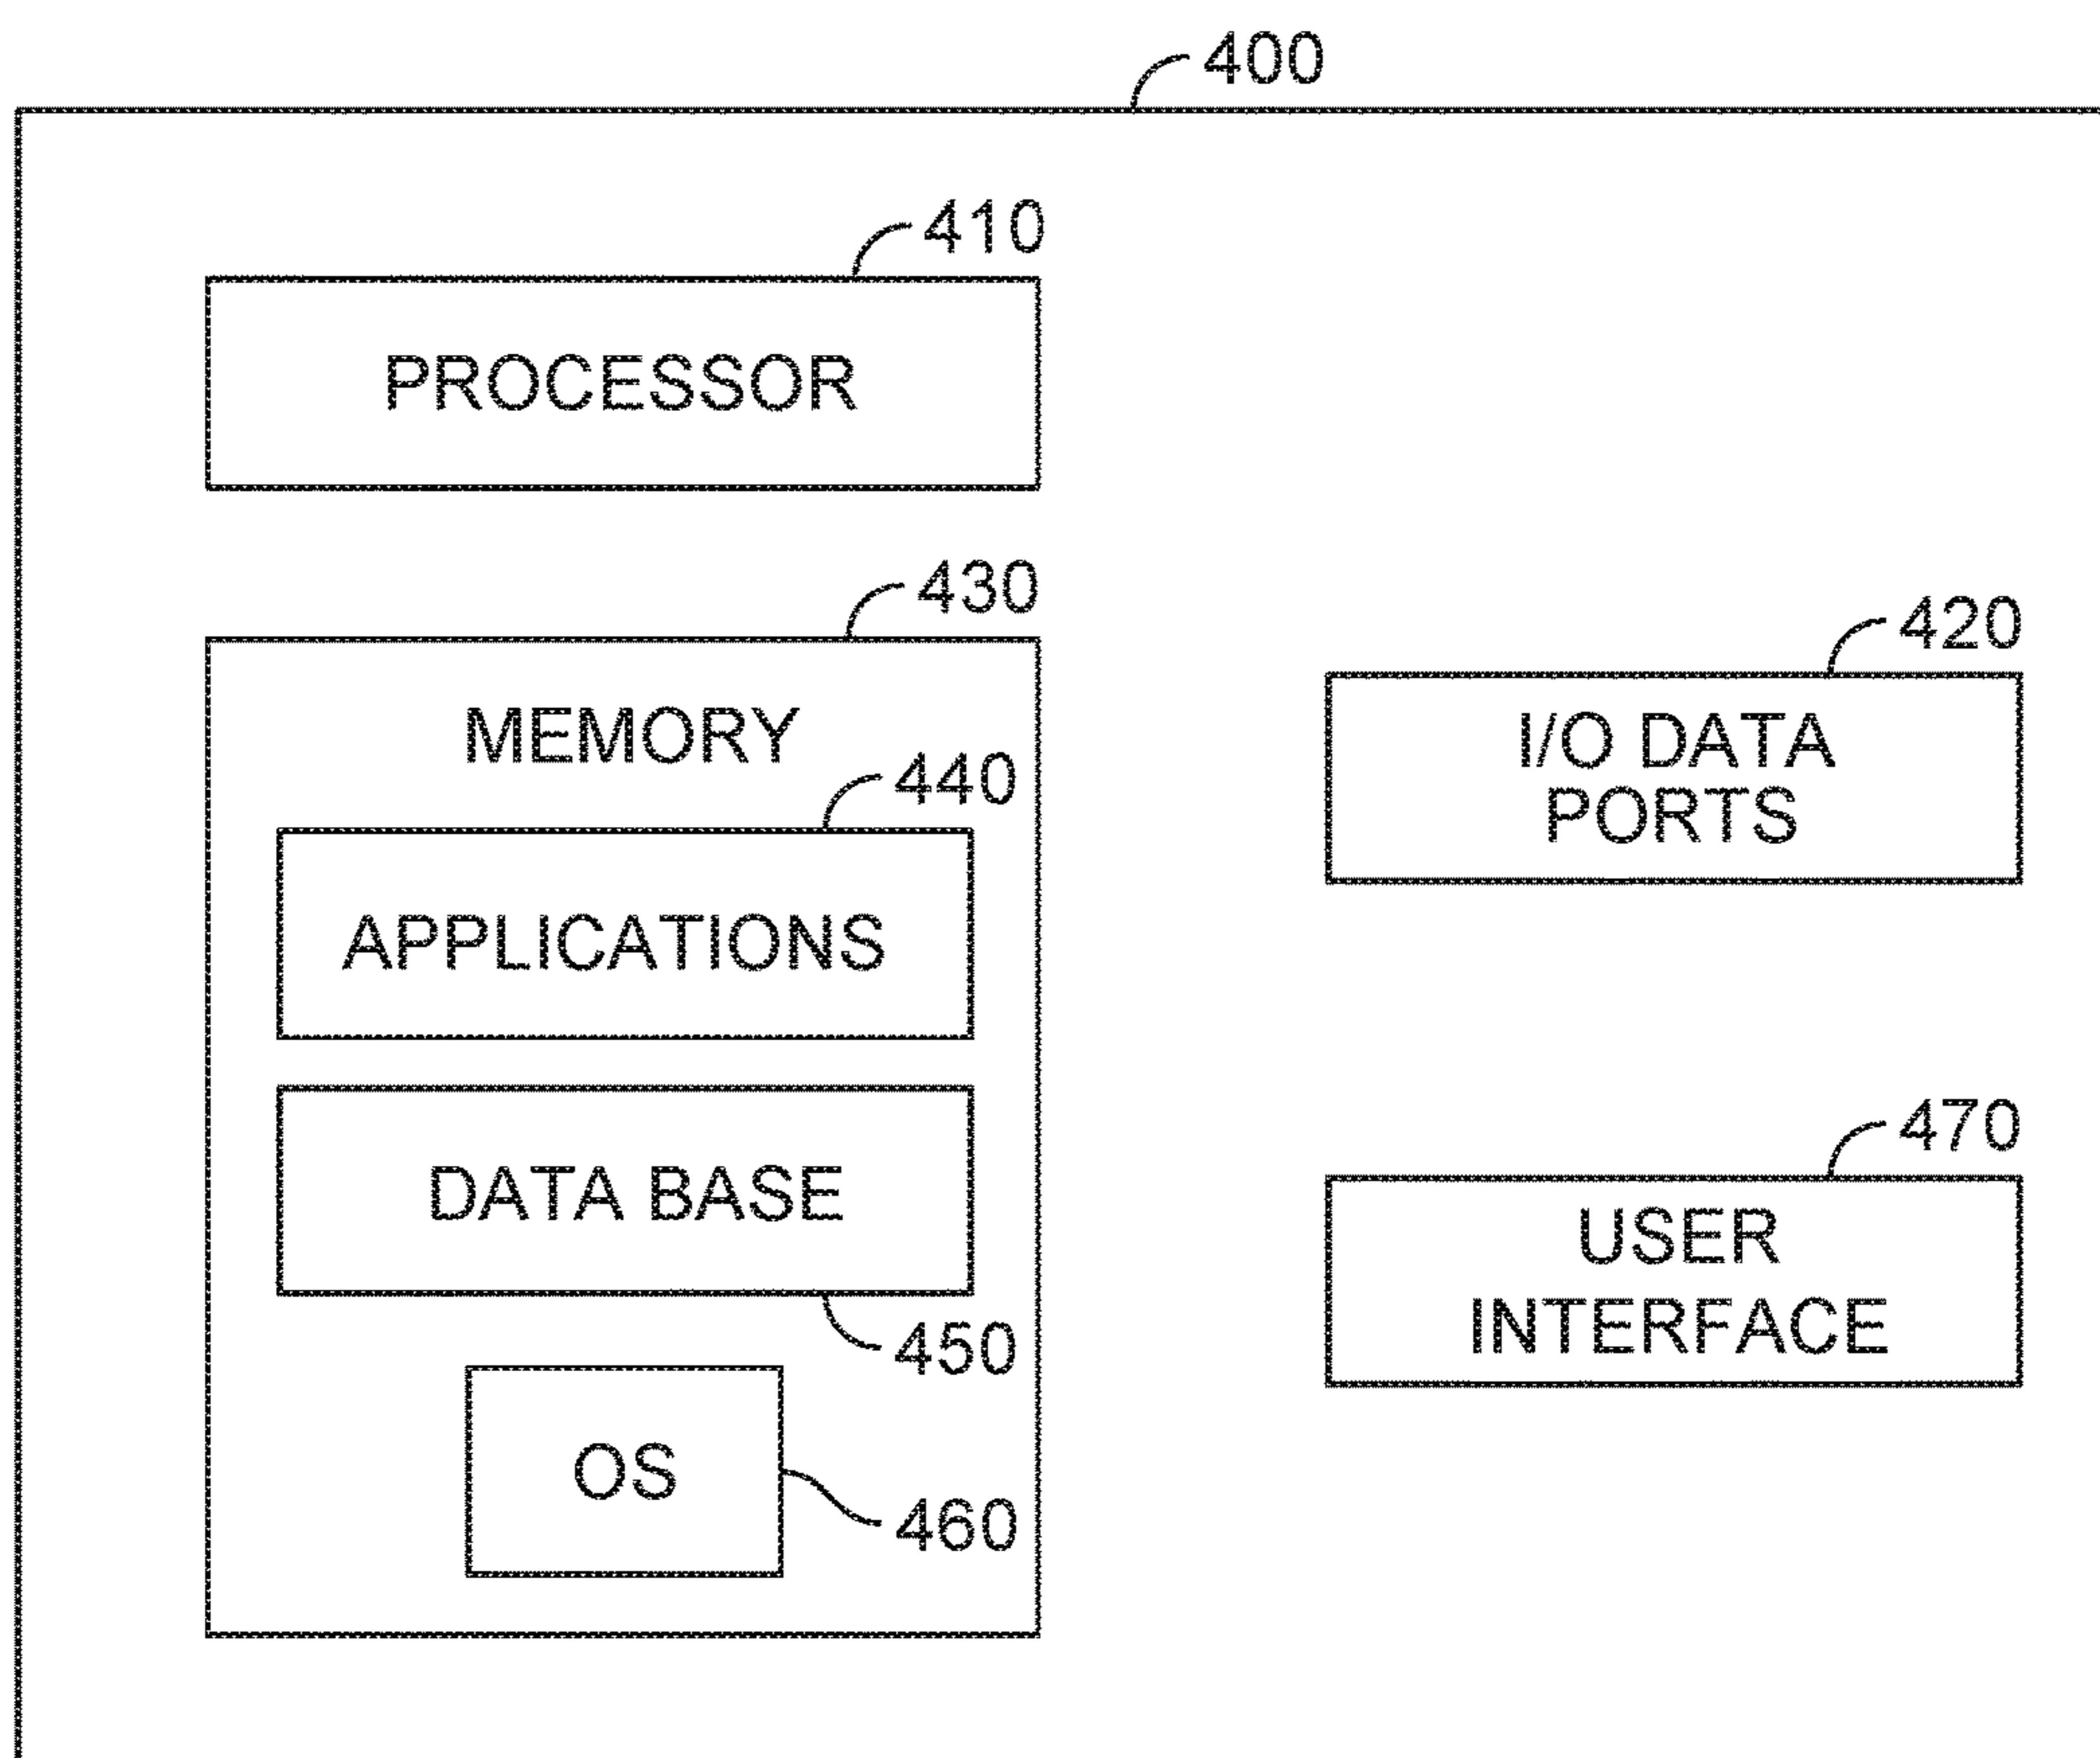 400
410
PROCESSOR
430
MEMORY
440
APPLICATIONS
DATA BASE
450
OS
460
420
I/O DATA
PORTS
470
USER
INTERFACE